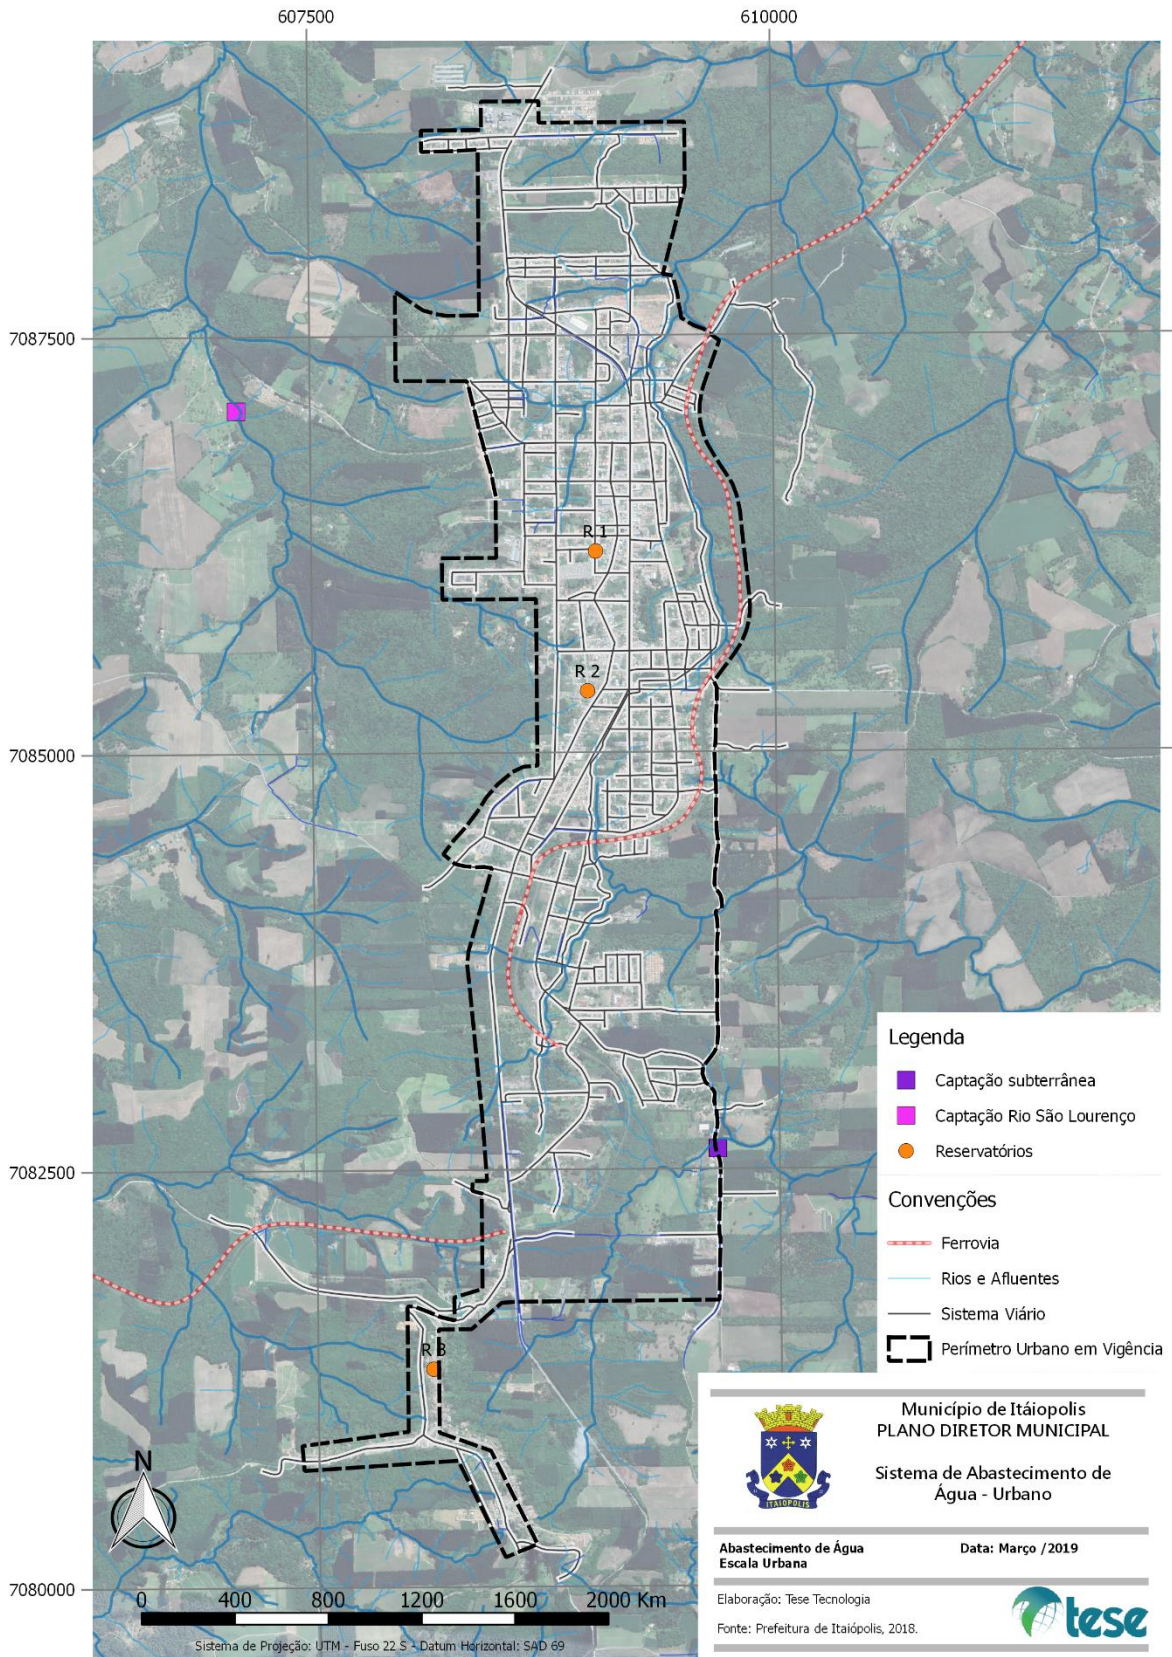 607500
610000
7087500
R 1
R 2
7085000
Legenda
Captação subterrânea
Captação Rio São Lourenço
Reservatórios
7082500
Convenções
Ferrovia
Rios e Afluentes
Sistema Viário
Perímetro Urbano em Vigência
R 3
Município de Itáiopolis
PLANO DIRETOR MUNICIPAL
Sistema de Abastecimento de
Água - Urbano
ITAIOPOLIS
N
Abastecimento de Água
Escala Urbana
Data: Março /2019
7080000
0 400 800 1200 1600 2000 Km
Elaboração: Tese Tecnologia
Fonte: Prefeitura de Itaiópolis, 2018.
tese
Sistema de Projeção: UTM - Fuso 22 S - Datum Horizontal: SAD 69